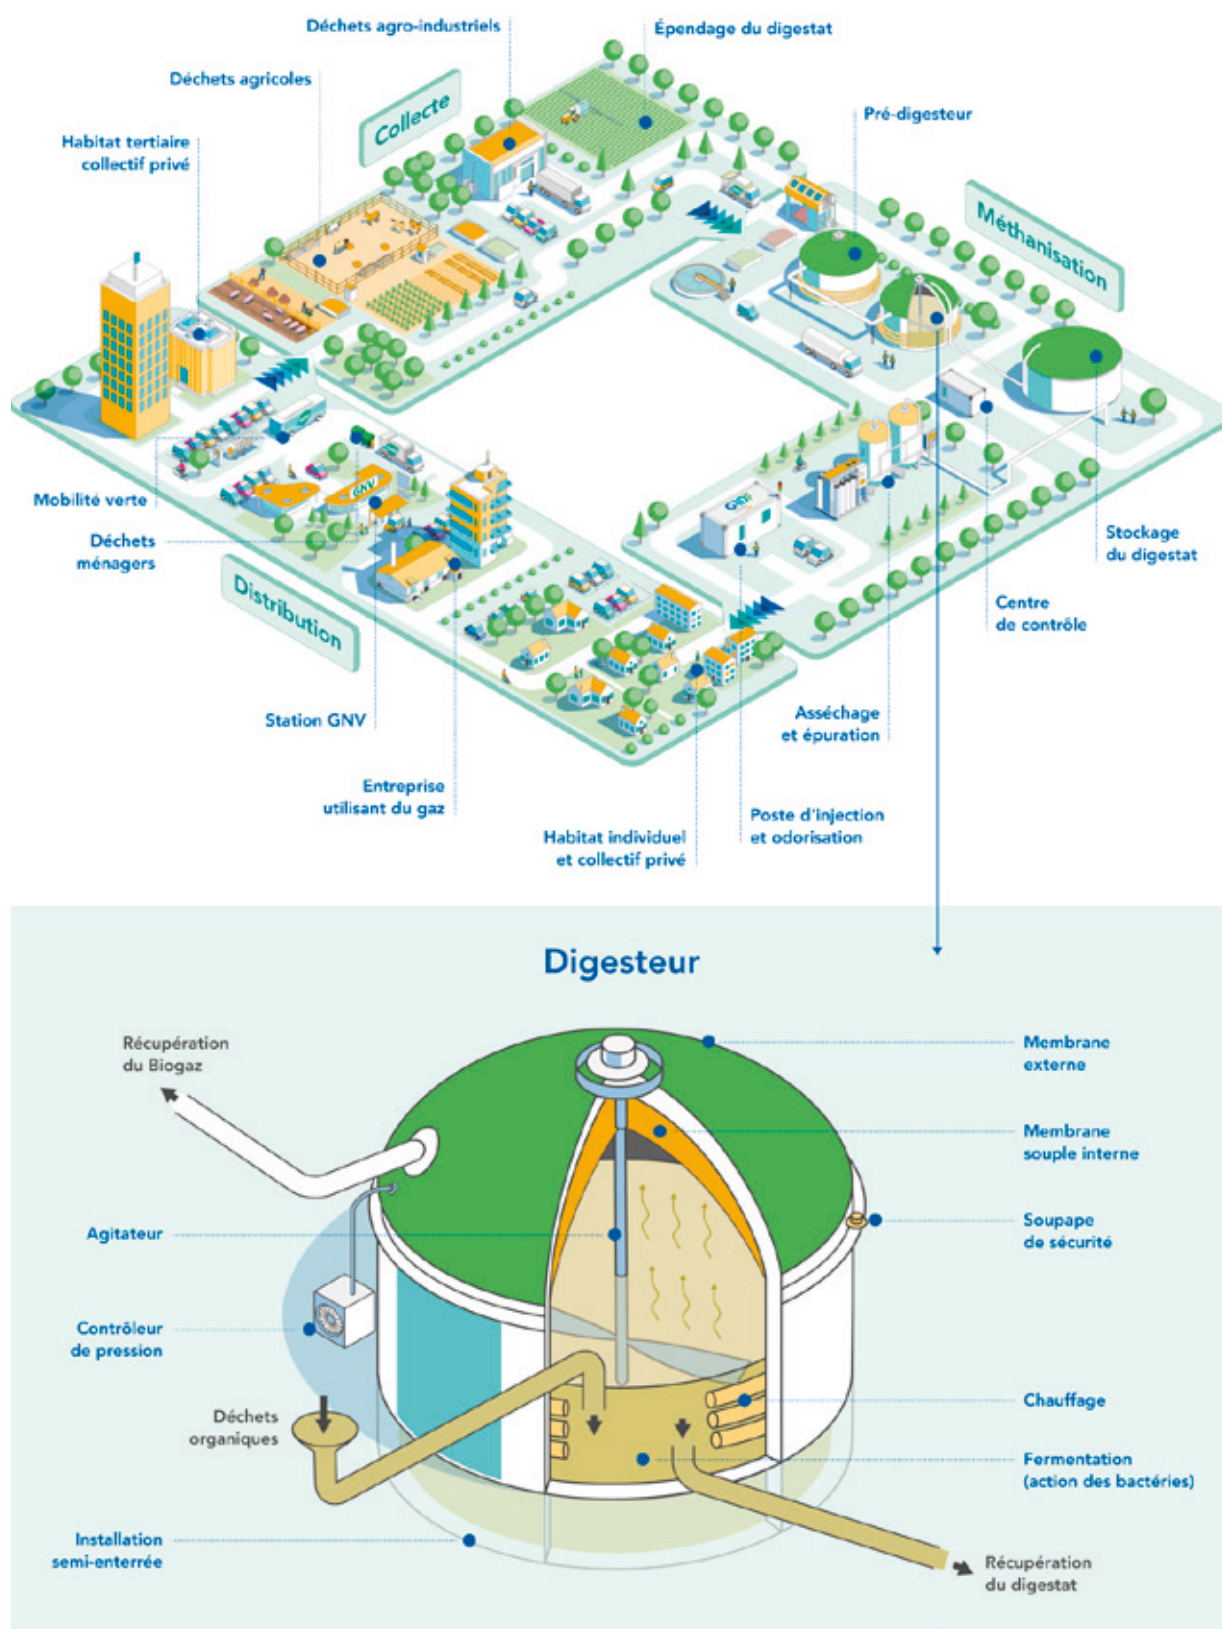 Déchets agro-industriels
Épendage du digestat
Déchets agricoles
Collecte
Pré-digesteur
Habitat tertiaire
collectif privé
Méthanisation
Mobilité verte
GNV
Déchets
ménagers
Distribution
Stockage
du digestat
Centre
de contrôle
Station GNV
Asséchage
et épuration
Entreprise
utilisant du gaz
Poste d'injection
et odorisation
Habitat individuel
et collectif privé
Digesteur
Récupération
du Biogaz
Membrane
externe
Membrane
souple interne
Agitateur
Soupape
de sécurité
Contrôleur
de pression
Chauffage
Déchets
organiques
Fermentation
(action des bactéries)
Installation
semi-enterrée
Récupération
du digestat